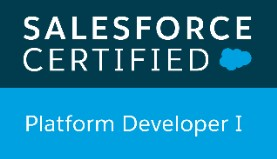 SALESFORCE
CERTIFIED
Platform Developer I